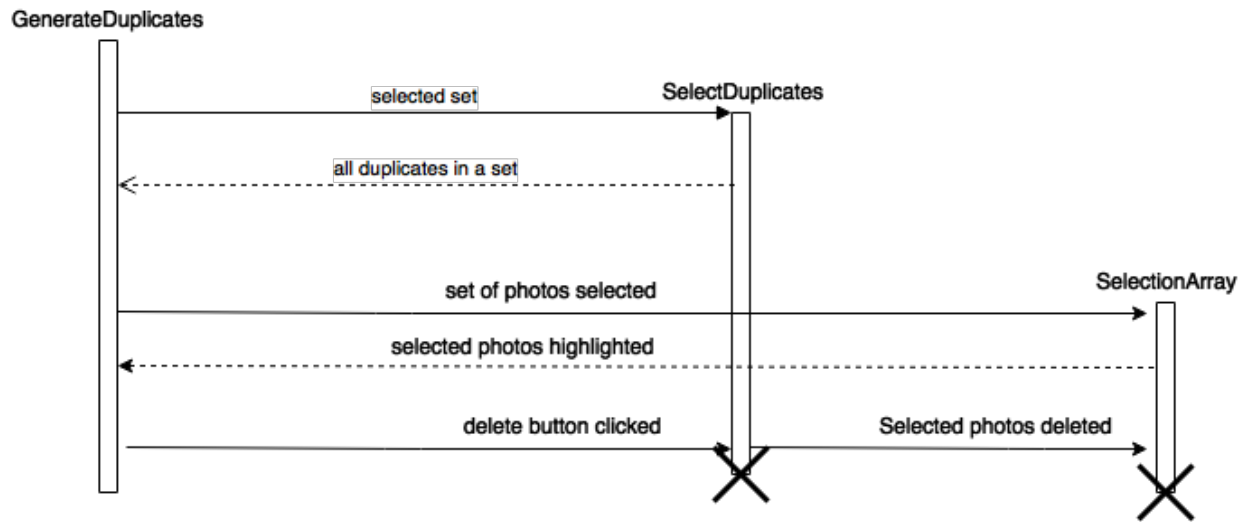 GenerateDuplicates
selected set
SelectDuplicates
all duplicates in a set
SelectionArray
set of photos selected
selected photos highlighted
delete button clicked
Selected photos deleted